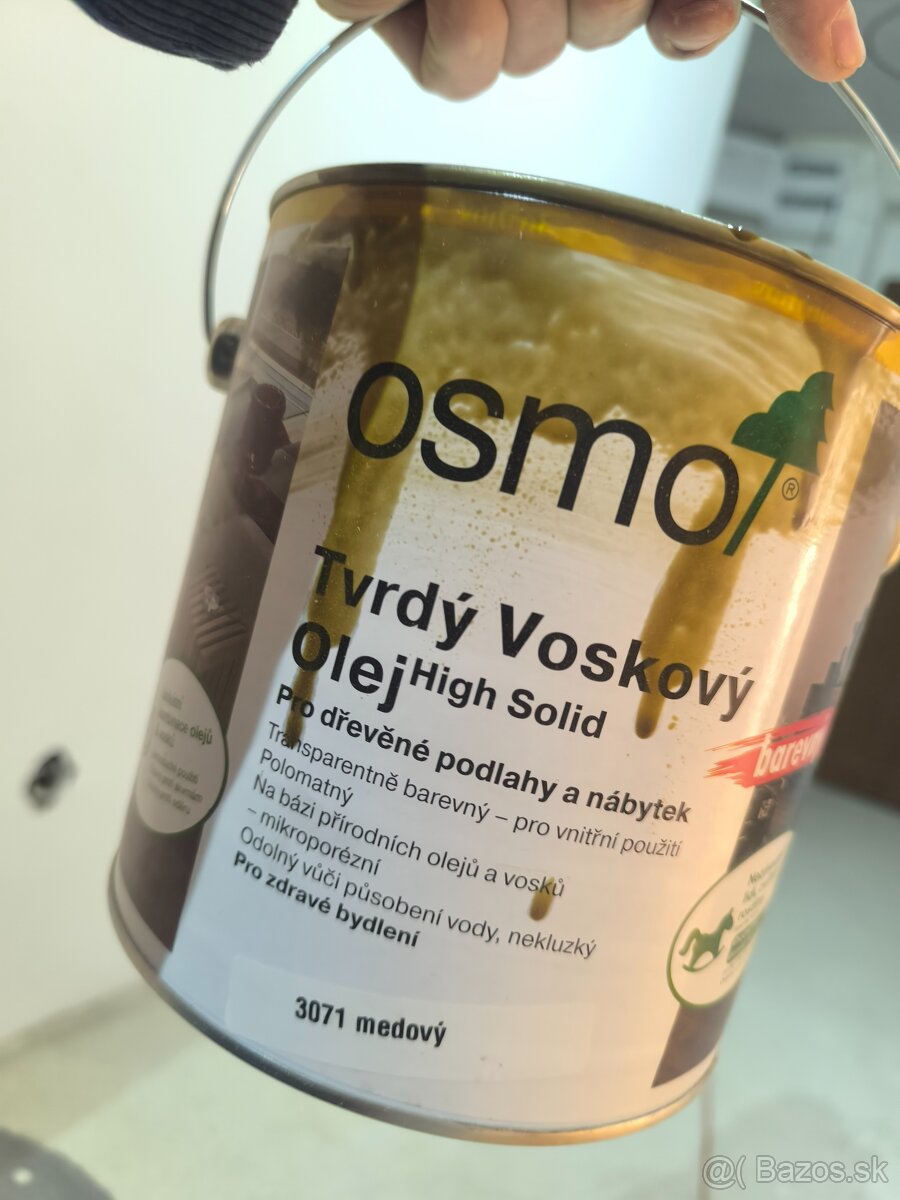 osmo®
Tvrdý Voskový
Olej High Solid
Pro dřevěné podlahy a nábytek
Transparentně barevný – pro vnitřní použití
Polomatný
Na bázi přírodních olejů a vosků
– mikroporézní
Odolný vůči působení vody, nekluzký
Pro zdravé bydlení
3071 medový
olejů
@( Bazos.sk